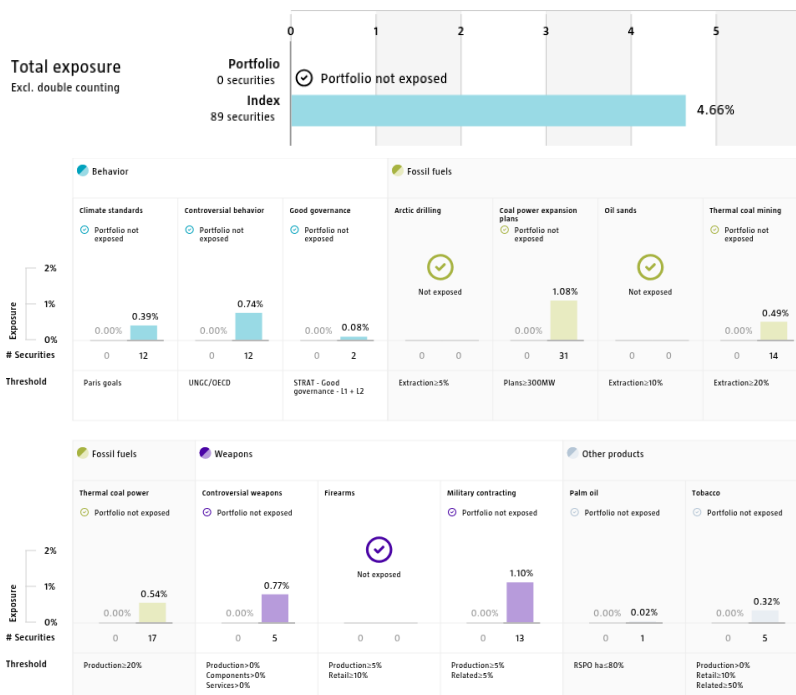 0 1 2 3 4 5
Total exposure
Excl. double counting
Portfolio
0 securities
Portfolio not exposed
Index
89 securities
4.66%
Behavior
Fossil fuels
Climate standards
Portfolio not
exposed
Controversial behavior
Portfolio not
exposed
Good governance
Portfolio not
exposed
Arctic drilling
Not exposed
Coal power expansion
plans
Portfolio not
exposed
Oil sands
Not exposed
Thermal coal mining
Portfolio not
exposed
Exposure
2%
1%
0%
0.00% 0.39% 0.00% 0.74% 0.00% 0.08% 0.00% 1.08% 0.00% 0.49%
# Securities 0 12 0 12 0 2 0 0 0 31 0 0 0 14
Threshold
Paris goals
UNGC/OECD
STRAT - Good
governance - L1 + L2
Extraction≥5%
Plans≥300MW
Extraction≥10%
Extraction≥20%
Fossil fuels
Weapons
Other products
Thermal coal power
Portfolio not exposed
Controversial weapons
Portfolio not exposed
Firearms
Not exposed
Military contracting
Portfolio not exposed
Palm oil
Portfolio not exposed
Tobacco
Portfolio not exposed
Exposure
2%
1%
0%
0.00% 0.54% 0.00% 0.77% 0.00% 1.10% 0.00% 0.02% 0.00% 0.32%
# Securities 0 17 0 5 0 0 0 13 0 1 0 5
Threshold
Production≥20%
Production>0%
Components>0%
Services>0%
Production≥5%
Retail≥10%
Production≥5%
Related≥5%
RSPO ha≤80%
Production>0%
Retail≥10%
Related≥50%